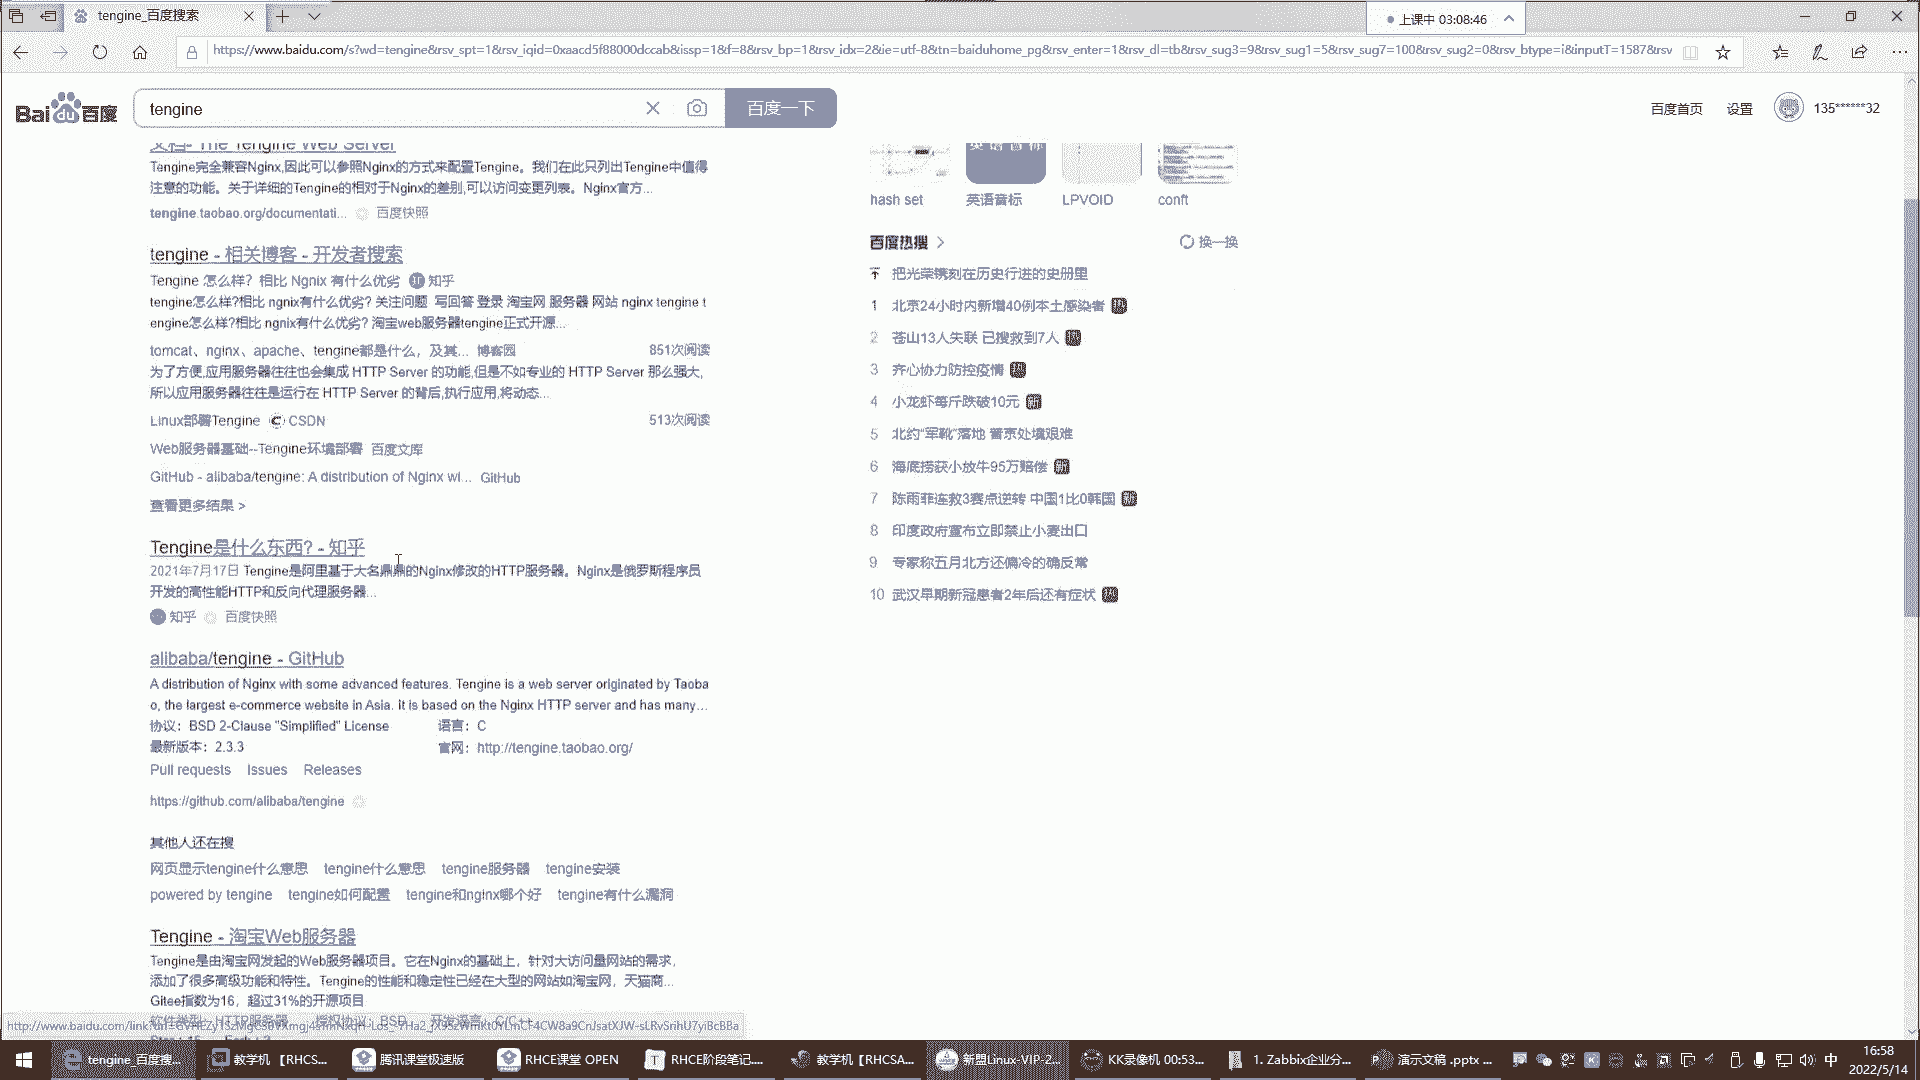 tengine_百度搜索
上课中 03:08:46
https://www.baidu.com/s?wd=tengine&rsv_spt=1&rsv_iqid=0xaacd5f88000dccab&issp=1&f=8&rsv_bp=1&rsv_idx=2&ie=utf-8&tn=baiduhome_pg&rsv_enter=1&rsv_dl=tb&rsv_sug3=9&rsv_sug1=5&rsv_sug7=100&rsv_sug2=0&rsv_btype=i&inputT=1587&rsv
Bai du 百度
tengine
百度一下
百度首页 设置 135******32
文档- The Tengine Web Server
Tengine完全兼容Nginx,因此可以参照Nginx的方式来配置Tengine。我们在此只列出Tengine中值得
注意的功能。关于详细的Tengine的相对于Nginx的差别,可以访问变更列表。Nginx官方...
tengine.taobao.org/documentati... 百度快照
tengine - 相关博客 - 开发者搜索
Tengine 怎么样？相比 Ngnix 有什么优劣 知乎
tengine怎么样?相比 ngnix有什么优劣? 关注问题 写回答 登录 淘宝网 服务器 网站 nginx tengine t
engine怎么样?相比 ngnix有什么优劣? 淘宝web服务器tengine正式开源...
tomcat、nginx、apache、tengine都是什么，及其... 博客园 851次阅读
为了方便,应用服务器往往也会集成 HTTP Server 的功能,但是不如专业的 HTTP Server 那么强大,
所以应用服务器往往是运行在 HTTP Server 的背后,执行应用,将动态...
Linux部署Tengine CSDN 513次阅读
Web服务器基础--Tengine环境部署 百度文库
GitHub - alibaba/tengine: A distribution of Nginx wi... GitHub
查看更多结果 >
Tengine是什么东西? - 知乎
2021年7月17日 Tengine是阿里基于大名鼎鼎的Nginx修改的HTTP服务器。Nginx是俄罗斯程序员
开发的高性能HTTP和反向代理服务器...
知乎 百度快照
alibaba/tengine - GitHub
A distribution of Nginx with some advanced features. Tengine is a web server originated by Taoba
o, the largest e-commerce website in Asia. It is based on the Nginx HTTP server and has many...
协议：BSD 2-Clause "Simplified" License 语言：C
最新版本：2.3.3 官网：http://tengine.taobao.org/
Pull requests Issues Releases
https://github.com/alibaba/tengine
其他人还在搜
网页显示tengine什么意思 tengine什么意思 tengine服务器 tengine安装
powered by tengine tengine如何配置 tengine和nginx哪个好 tengine有什么漏洞
Tengine - 淘宝Web服务器
Tengine是由淘宝网发起的Web服务器项目。它在Nginx的基础上，针对大访问量网站的需求，
添加了很多高级功能和特性。Tengine的性能和稳定性已经在大型的网站如淘宝网，天猫商...
Gitee指数为16，超过31%的开源项目
软件类型：HTTP服务器 授权协议：BSD 开发语言：C/C++
英语音标
hash set 英语音标 LPVOID conft
百度热搜 > 换一换
把光荣镌刻在历史行进的史册里
1 北京24小时内新增40例本土感染者 热
2 苍山13人失联 已搜救到7人 热
3 齐心协力防控疫情 热
4 小龙虾每斤跌破10元 新
5 北约“军靴”落地 普京处境艰难
6 海底捞获小放牛95万赔偿 新
7 陈雨菲连救3赛点逆转 中国1比0韩国 新
8 印度政府宣布立即禁止小麦出口
9 专家称五月北方还偏冷的确反常
10 武汉早期新冠患者2年后还有症状 热
tengine_百度搜...
教学机 【RHCS...
腾讯课堂极速版
RHCE课堂 OPEN
RHCE阶段笔记....
教学机【RHCSA...
新盟Linux-VIP-2...
KK录像机 00:53...
1. Zabbix企业分...
演示文稿 .pptx ...
中
16:58
2022/5/14